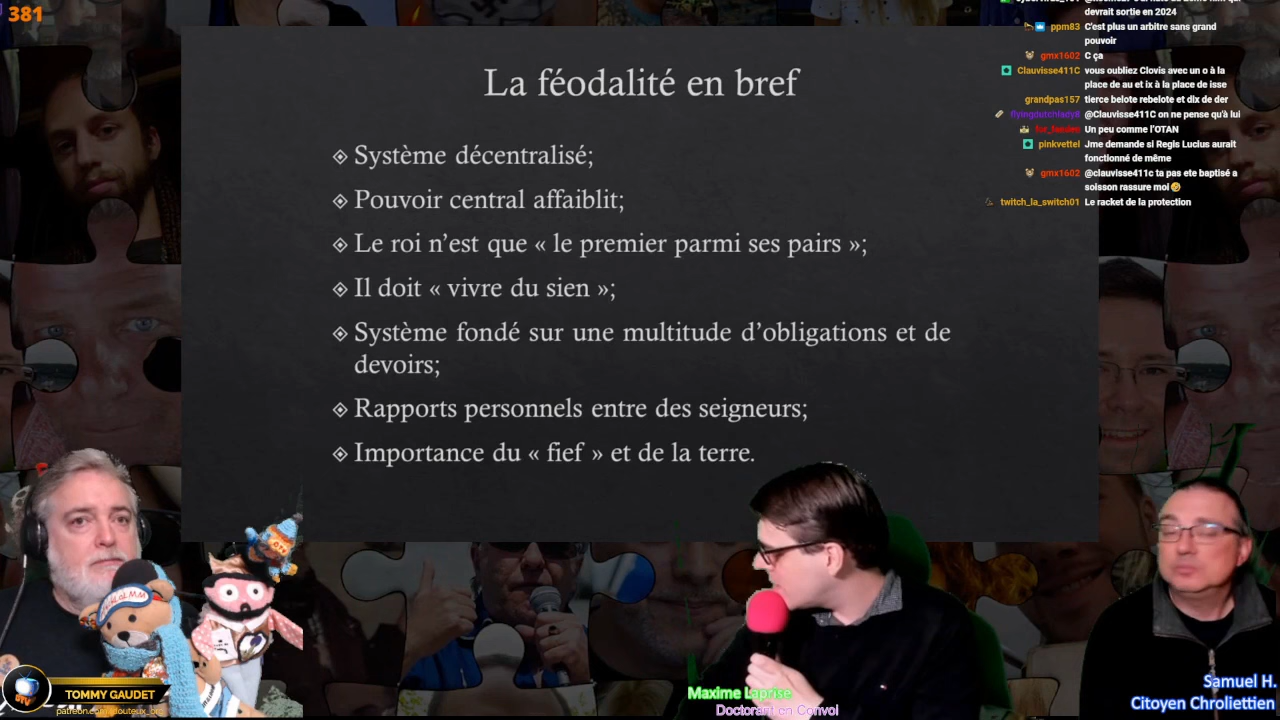 381
La féodalité en bref
Système décentralisé;
Pouvoir central affaiblit;
Le roi n’est que « le premier parmi ses pairs »;
Il doit « vivre du sien »;
Système fondé sur une multitude d’obligations et de
devoirs;
Rapports personnels entre des seigneurs;
Importance du « fief » et de la terre.
devrait sortie en 2024
ppm83 C'est plus un arbitre sans grand
pouvoir
gmx1602 C ça
Clauvisse411C vous oubliez Clovis avec un o à la
place de au et ix à la place de isse
grandpas157 tierce belote rebelote et dix de der
flyingdutchlady8 @Clauvisse411C on ne pense qu'à lui
Un peu comme l'OTAN
pinkvettel Jme demande si Regis Lucius aurait
fonctionné de même
gmx1602 @clauvisse411c ta pas ete baptisé a
soisson rassure moi
twitch_la_switch01 Le racket de la protection
TOMMY GAUDET
Maxime Laprise
Doctorant en Convoi
Samuel H.
Citoyen Chroliettien